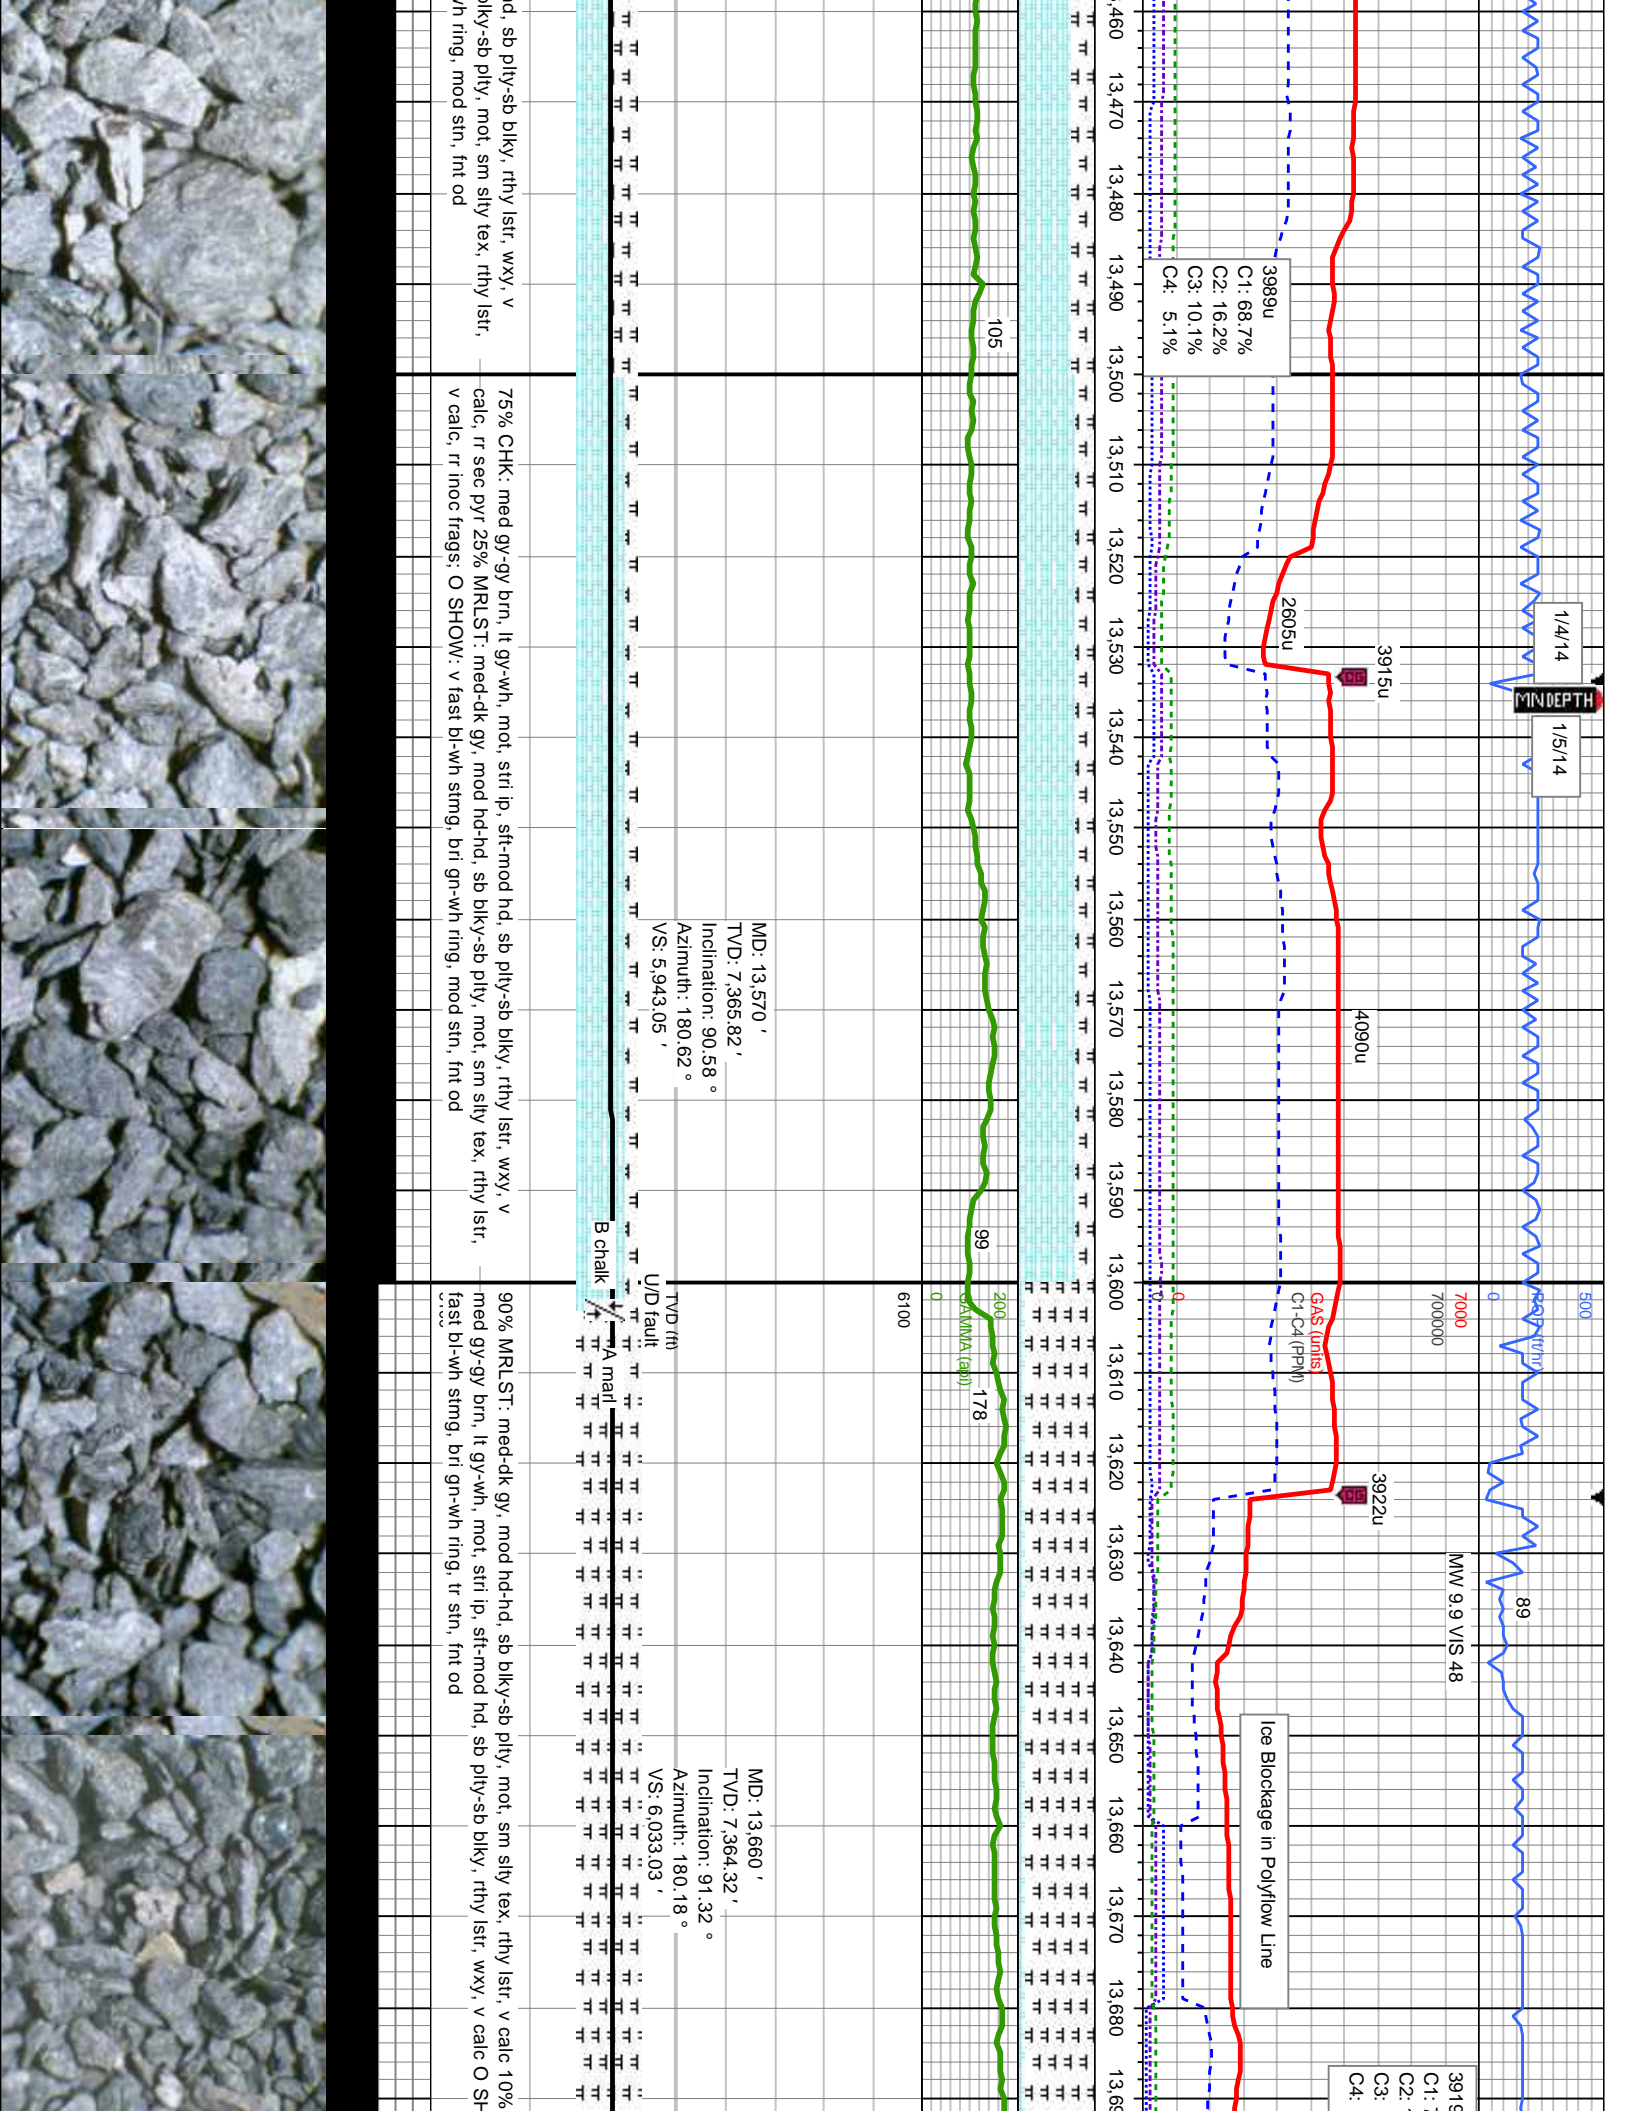 1/4/14
MNDEPTH
1/5/14
0
ROP (ft/hr)
500
89
3915u
2605u
4090u
3922u
3989u
C1: 68.7%
C2: 16.2%
C3: 10.1%
C4: 5.1%
CG
CG
7000
700000
GAS (units)
C1-C4 (PPM)
0
MW 9.9 VIS 48
Ice Blockage in Polyflow Line
C1:
C2:
C3:
C4:
13,470
13,480
13,490
13,500
13,510
13,520
13,530
13,540
13,550
13,560
13,570
13,580
13,590
13,600
13,610
13,620
13,630
13,640
13,650
13,660
13,670
13,680
105
99
178
0
200
GAMMA (api)
6100
TVD (ft)
U/D fault
MD: 13,570 '
TVD: 7,365.82 '
Inclination: 90.58 °
Azimuth: 180.62 °
VS: 5,943.05 '
MD: 13,660 '
TVD: 7,364.32 '
Inclination: 91.32 °
Azimuth: 180.18 °
VS: 6,033.03 '
B chalk
A marl
sb plty-sb blky, rthy lstr, wxy, v
mot, sm slty tex, rthy lstr,
ring, mod stn, fnt od
75% CHK: med gy-gy brn, lt gy-wh, mot, stri ip, sft-mod hd, sb plty-sb blky, rthy lstr, wxy, v
calc, rr sec pyr 25% MRLST: med-dk gy, mod hd-hd, sb blky-sb plty, mot, sm slty tex, rthy lstr,
v calc, rr inoc frags; O SHOW: v fast bl-wh stmg, bri gn-wh ring, mod stn, fnt od
90% MRLST: med-dk gy, mod hd-hd, sb blky-sb plty, mot, sm slty tex, rthy lstr, v calc 10%
med gy-gy brn, lt gy-wh, mot, stri ip, sft-mod hd, sb plty-sb blky, rthy lstr, wxy, v calc O
fast bl-wh stmg, bri gn-wh ring, tr stn, fnt od